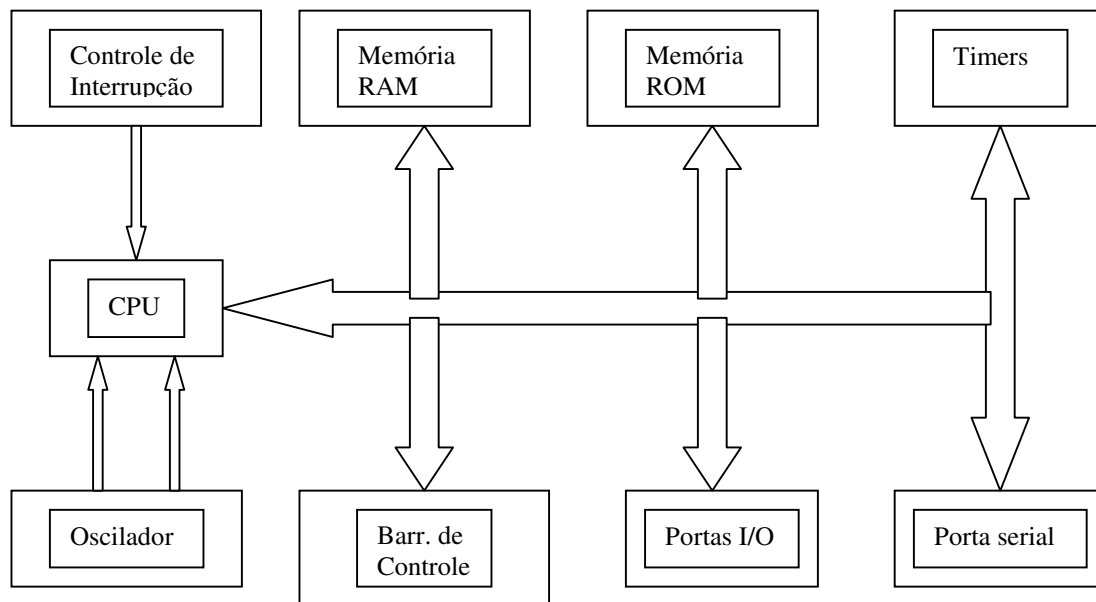 Controle de
Interrupção
Memória
RAM
Memória
ROM
Timers
CPU
Oscilador
Barr. de
Controle
Portas I/O
Porta serial